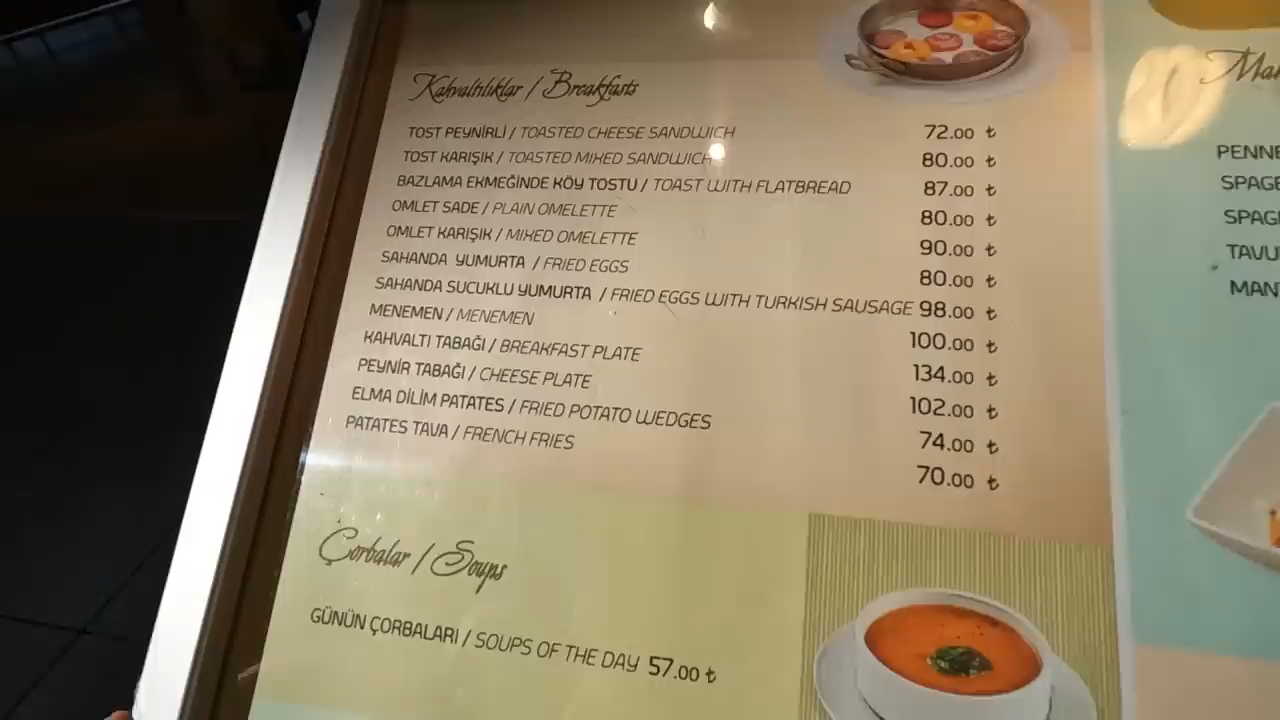 Kahvaltılıklar / Breakfasts
TOST PEYNİRLİ / TOASTED CHEESE SANDWICH 72.00 ₺
TOST KARIŞIK / TOASTED MIXED SANDWICH 80.00 ₺
BAZLAMA EKMEĞİNDE KÖY TOSTU / TOAST WITH FLATBREAD 87.00 ₺
OMLET SADE / PLAIN OMELETTE 80.00 ₺
OMLET KARIŞIK / MIXED OMELETTE 90.00 ₺
SAHANDA YUMURTA / FRIED EGGS 80.00 ₺
SAHANDA SUCUKLU YUMURTA / FRIED EGGS WITH TURKISH SAUSAGE 98.00 ₺
MENEMEN / MENEMEN 100.00 ₺
KAHVALTI TABAĞI / BREAKFAST PLATE 134.00 ₺
PEYNİR TABAĞI / CHEESE PLATE 102.00 ₺
ELMA DİLİM PATATES / FRIED POTATO WEDGES 74.00 ₺
PATATES TAVA / FRENCH FRIES 70.00 ₺
Çorbalar / Soups
GÜNÜN ÇORBALARI / SOUPS OF THE DAY 57.00 ₺
PENNE